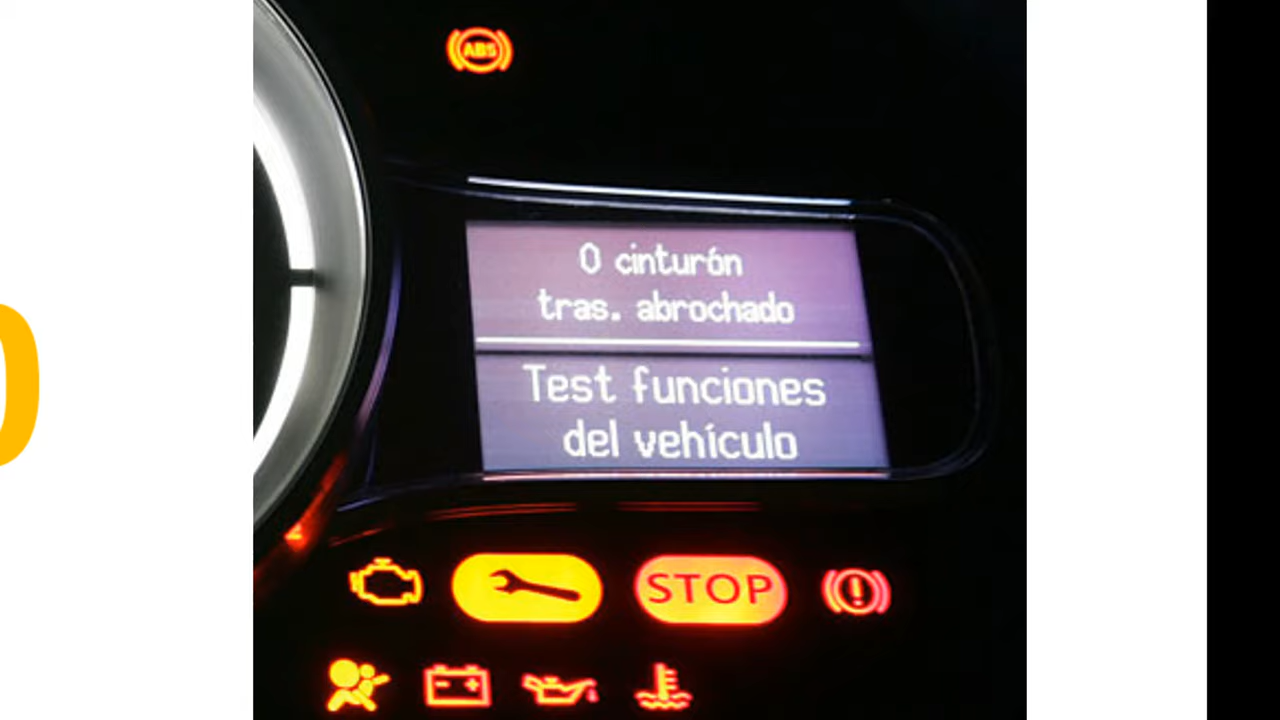 ABS
0 cinturón
tras. abrochado
Test funciones
del vehículo
STOP